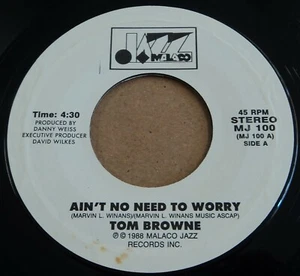 JAZZ
MALACO
Time: 4:30
PRODUCED BY
DANNY WEISS
EXECUTIVE PRODUCER
DAVID WILKES
45 RPM
STEREO
MJ 100
(MJ 100 A)
SIDE A
AIN'T NO NEED TO WORRY
(MARVIN L. WINANS)/(MARVIN L. WINANS MUSIC ASCAP)
TOM BROWNE
℗ © 1988 MALACO JAZZ
RECORDS INC.